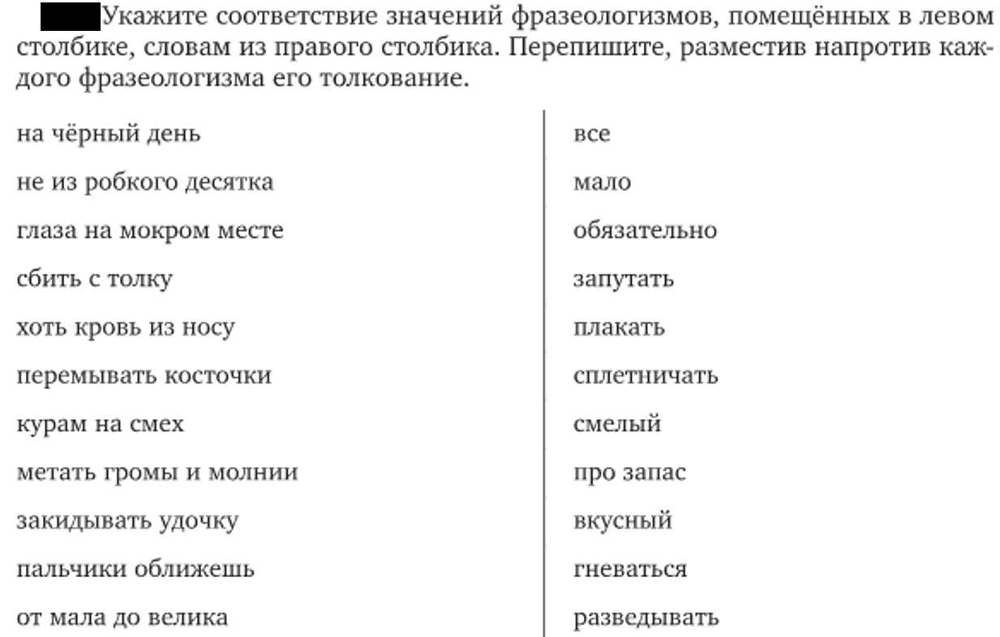 Укажите соответствие значений фразеологизмов, помещённых в левом
столбике, словам из правого столбика. Перепишите, разместив напротив каж-
дого фразеологизма его толкование.
на чёрный день все
не из робкого десятка мало
глаза на мокром месте обязательно
сбить с толку запутать
хоть кровь из носу плакать
перемывать косточки сплетничать
курам на смех смелый
метать громы и молнии про запас
закидывать удочку вкусный
пальчики оближешь гневаться
от мала до велика разведывать